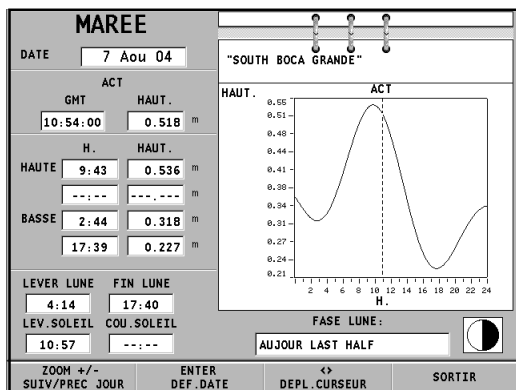 MAREE
DATE 7 Aou 04
ACT
GMT HAUT.
10:54:00 0.518 m
H. HAUT.
HAUTE 9:43 0.536 m
--:-- ---.--- m
BASSE 2:44 0.318 m
17:39 0.227 m
LEVER LUNE FIN LUNE
4:14 17:40
LEV.SOLEIL COU.SOLEIL
10:57 --:--
"SOUTH BOCA GRANDE"
HAUT. ACT
0.55
0.51
0.48
0.44
0.41
0.38
0.34
0.31
0.28
0.24
0.21
2 4 6 8 10 12 14 16 18 20 22 24
H.
FASE LUNE:
AUJOUR LAST HALF
ZOOM +/- ENTER <> SORTIR
SUIV/PREC JOUR DEF.DATE DEPL.CURSEUR